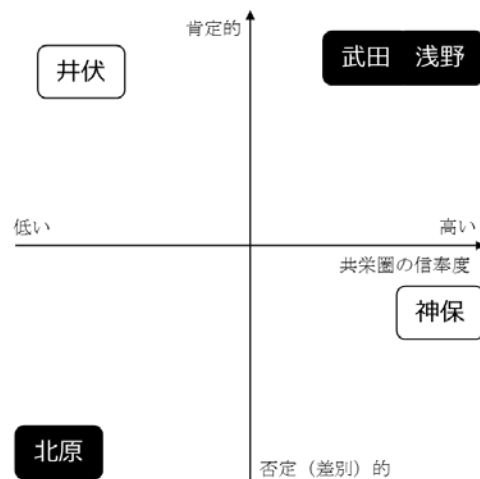 肯定的
井伏
武田 浅野
低い
高い
共栄圏の信奉度
神保
北原
否定（差別）的